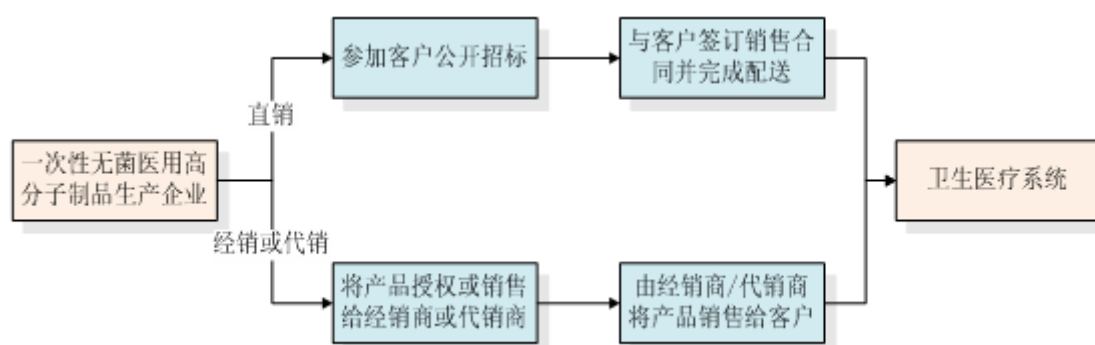 参加客户公开招标
与客户签订销售合
同并完成配送
直销
一次性无菌医用高
分子制品生产企业
卫生医疗系统
经销或代销
将产品授权或销售
给经销商或代销商
由经销商/代销商
将产品销售给客户